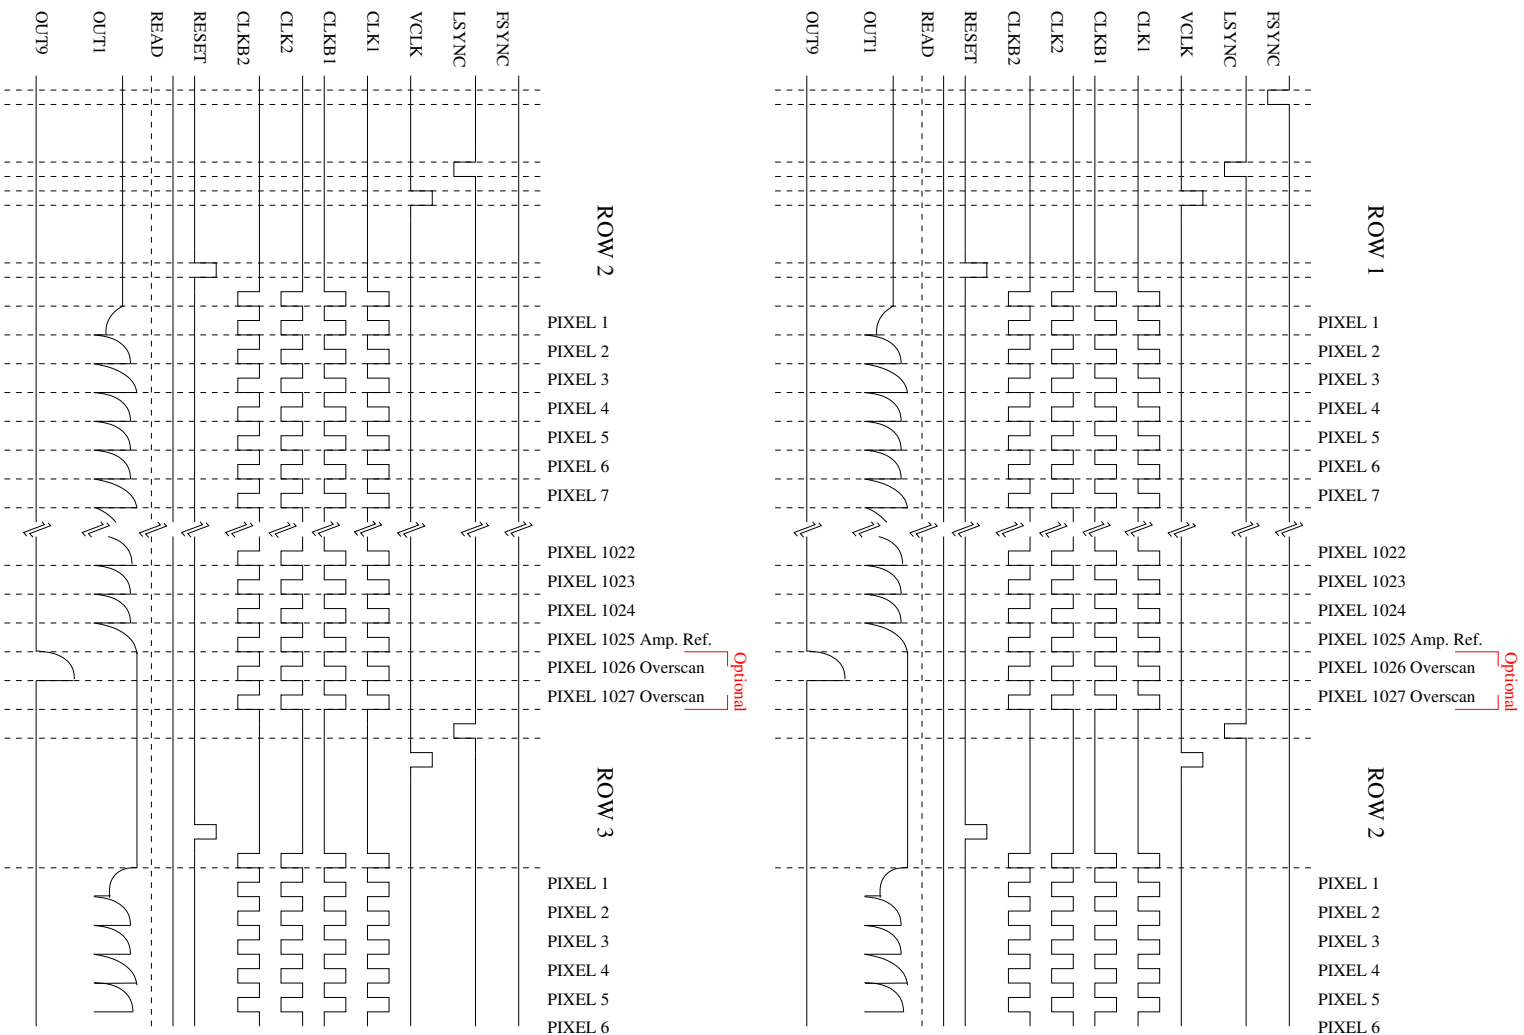 OUT9
OUT1
READ
RESET
CLKB2
CLK2
CLKB1
CLK1
VCLK
LSYNC
FSYNC
ROW 2
PIXEL 1
PIXEL 2
PIXEL 3
PIXEL 4
PIXEL 5
PIXEL 6
PIXEL 7
PIXEL 1022
PIXEL 1023
PIXEL 1024
PIXEL 1025 Amp. Ref.
PIXEL 1026 Overscan
PIXEL 1027 Overscan
Optional
ROW 3
PIXEL 1
PIXEL 2
PIXEL 3
PIXEL 4
PIXEL 5
PIXEL 6
OUT9
OUT1
READ
RESET
CLKB2
CLK2
CLKB1
CLK1
VCLK
LSYNC
FSYNC
ROW 1
PIXEL 1
PIXEL 2
PIXEL 3
PIXEL 4
PIXEL 5
PIXEL 6
PIXEL 7
PIXEL 1022
PIXEL 1023
PIXEL 1024
PIXEL 1025 Amp. Ref.
PIXEL 1026 Overscan
PIXEL 1027 Overscan
Optional
ROW 2
PIXEL 1
PIXEL 2
PIXEL 3
PIXEL 4
PIXEL 5
PIXEL 6